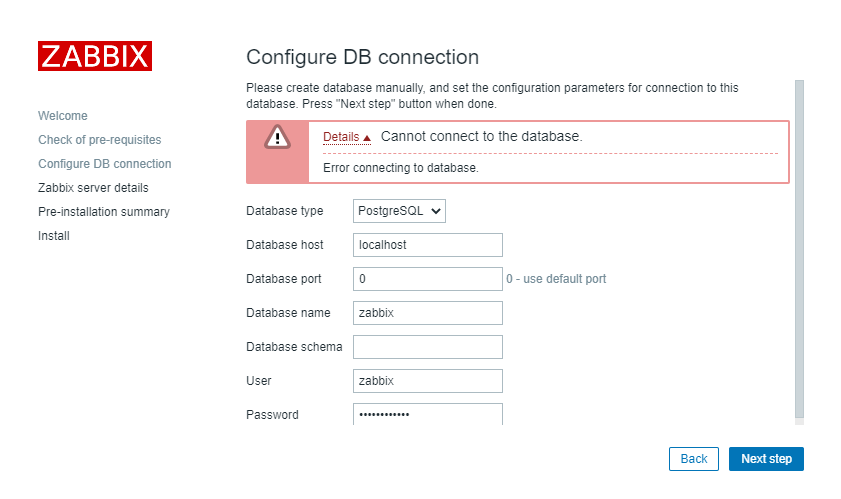 ZABBIX
Welcome
Check of pre-requisites
Configure DB connection
Zabbix server details
Pre-installation summary
Install
Configure DB connection
Please create database manually, and set the configuration parameters for connection to this
database. Press "Next step" button when done.
Details Cannot connect to the database.
Error connecting to database.
Database type PostgreSQL
Database host localhost
Database port 0 0 - use default port
Database name zabbix
Database schema
User zabbix
Password ••••••••••••
Back Next step